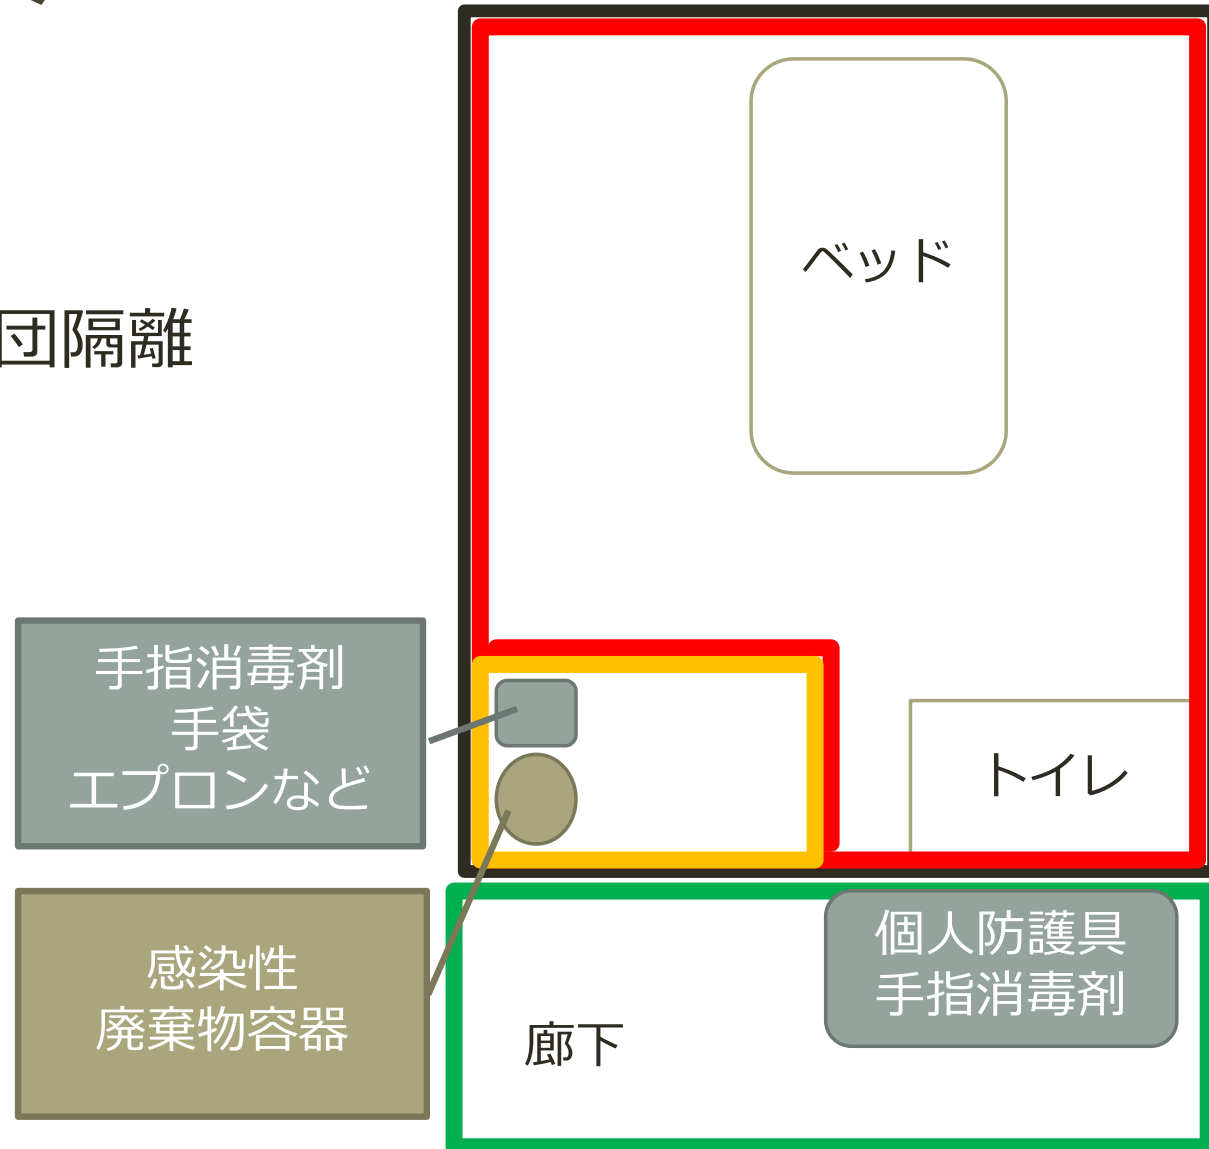 ベッド
団隔離
手指消毒剤
手袋
エプロンなど
トイレ
感染性
廃棄物容器
個人防護具
手指消毒剤
廊下